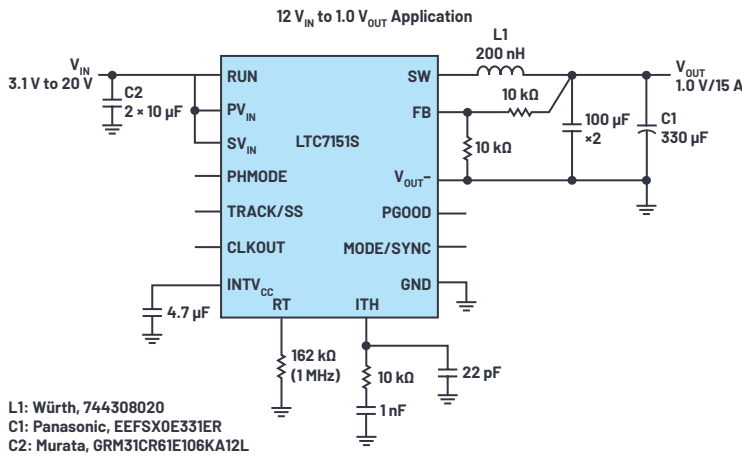 12 VIN to 1.0 VOUT Application
L1
200 nH
VIN
3.1 V to 20 V
C2
2 × 10 µF
RUN
PVIN
SVIN
PHMODE
TRACK/SS
CLKOUT
INTVCC
LTC7151S
SW
FB
VOUT−
PGOOD
MODE/SYNC
GND
RT
ITH
10 kΩ
10 kΩ
100 µF
×2
C1
330 µF
VOUT
1.0 V/15 A
4.7 µF
162 kΩ
(1 MHz)
10 kΩ
1 nF
22 pF
L1: Würth, 744308020
C1: Panasonic, EEFSX0E331ER
C2: Murata, GRM31CR61E106KA12L